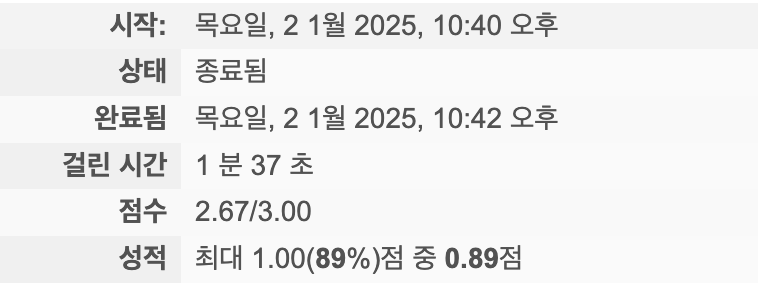 시작: 목요일, 2 1월 2025, 10:40 오후
상태 종료됨
완료됨 목요일, 2 1월 2025, 10:42 오후
걸린 시간 1 분 37 초
점수 2.67/3.00
성적 최대 1.00(89%)점 중 0.89점